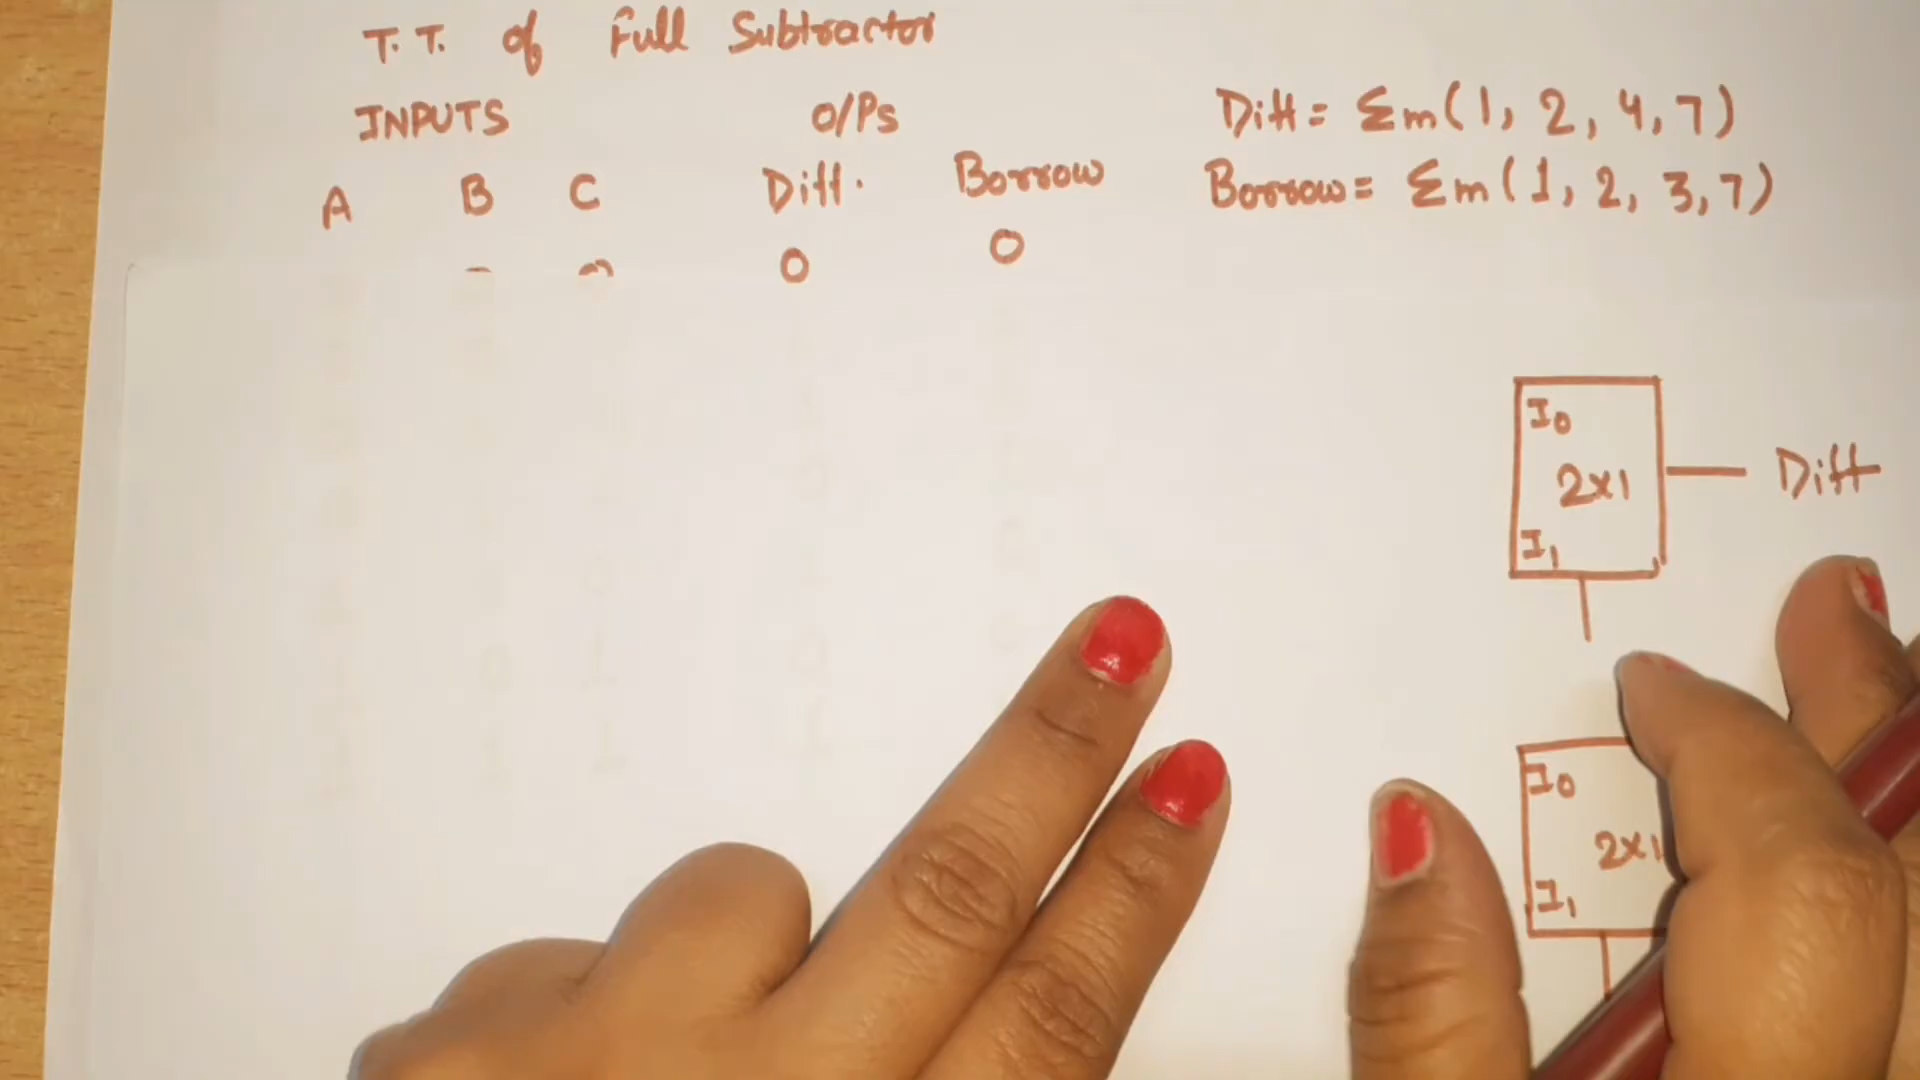 T.T. of Full Subtractor
INPUTS O/Ps
A B C Diff. Borrow
0 0
Diff = Σm(1, 2, 4, 7)
Borrow = Σm(1, 2, 3, 7)
I0
2x1
I1
Diff
I0
2x1
I1